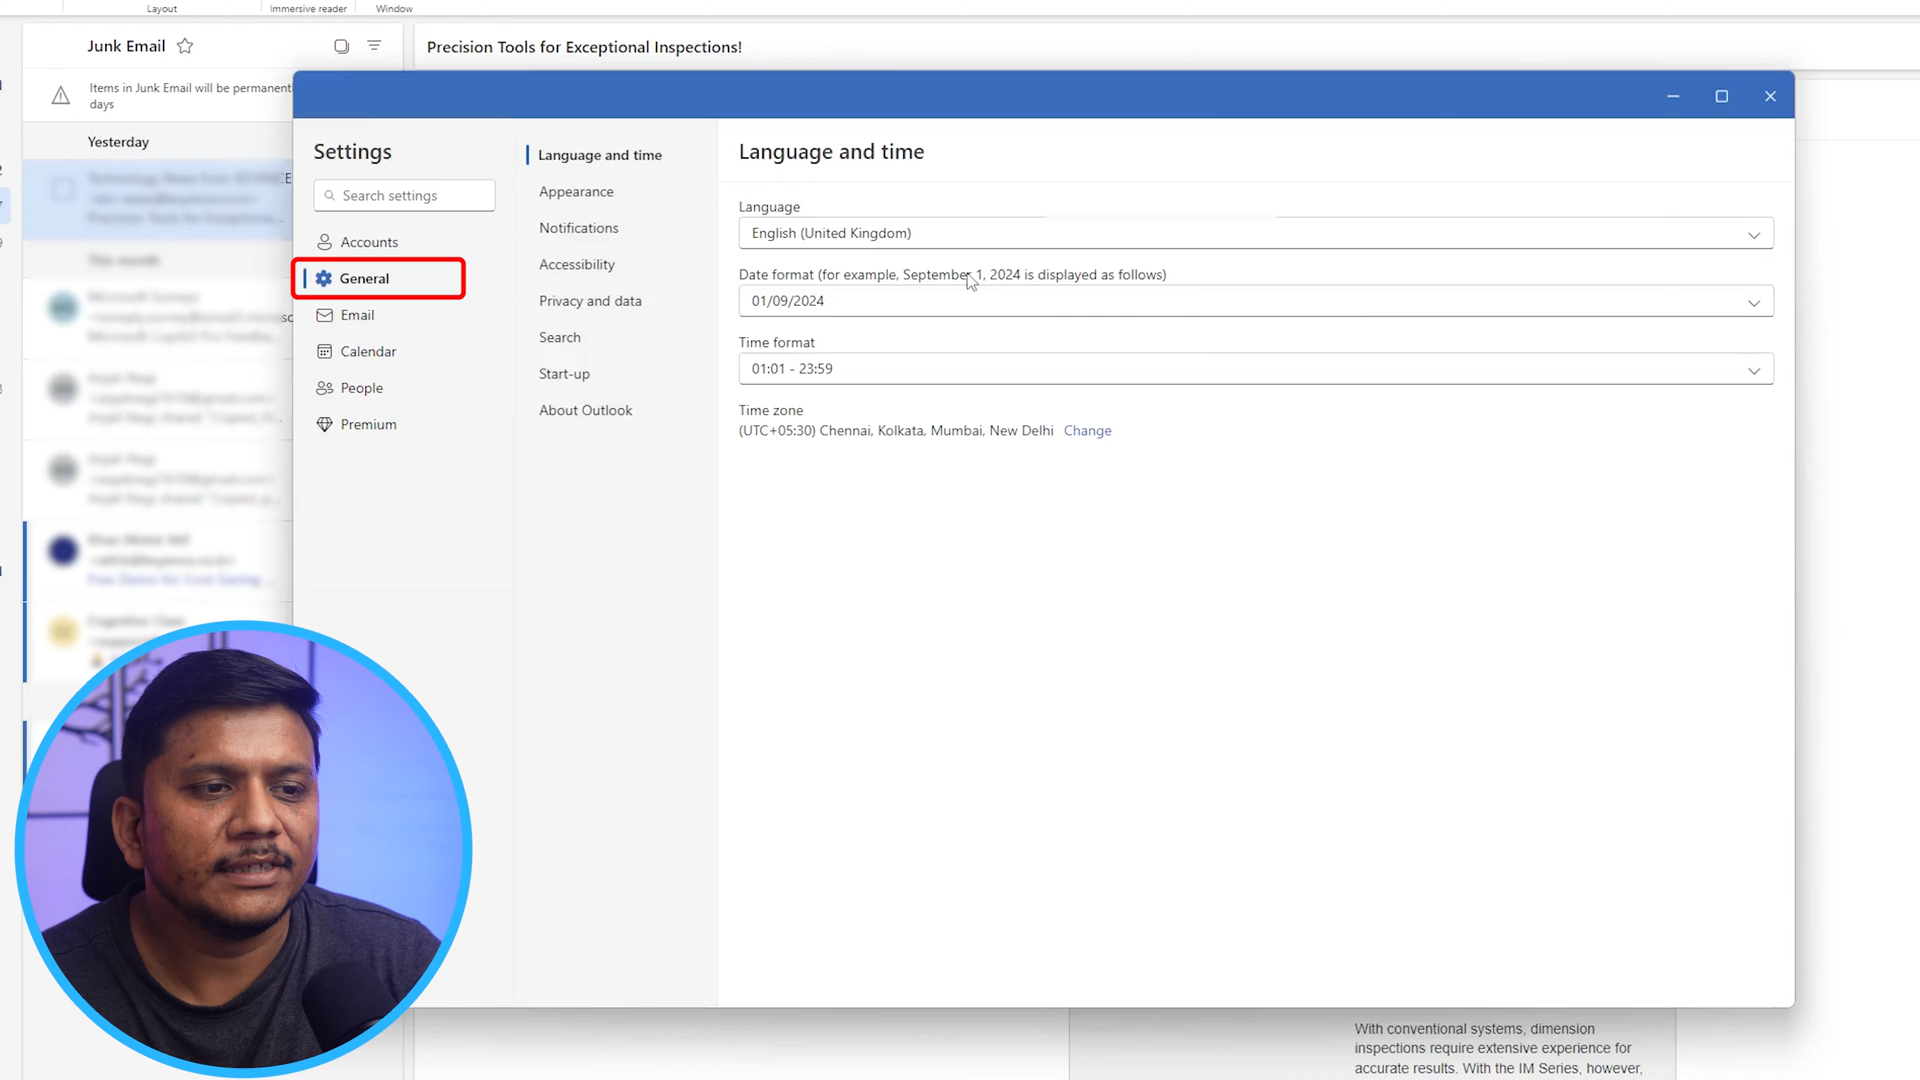 Layout
Immersive reader
Window
Junk Email
Precision Tools for Exceptional Inspections!
Items in Junk Email will be permanent
days
Yesterday
This month
Settings
Search settings
Accounts
General
Email
Calendar
People
Premium
Language and time
Appearance
Notifications
Accessibility
Privacy and data
Search
Start-up
About Outlook
Language and time
Language
English (United Kingdom)
Date format (for example, September 1, 2024 is displayed as follows)
01/09/2024
Time format
01:01 - 23:59
Time zone
(UTC+05:30) Chennai, Kolkata, Mumbai, New Delhi Change
With conventional systems, dimension
inspections require extensive experience for
accurate results. With the IM Series, however,